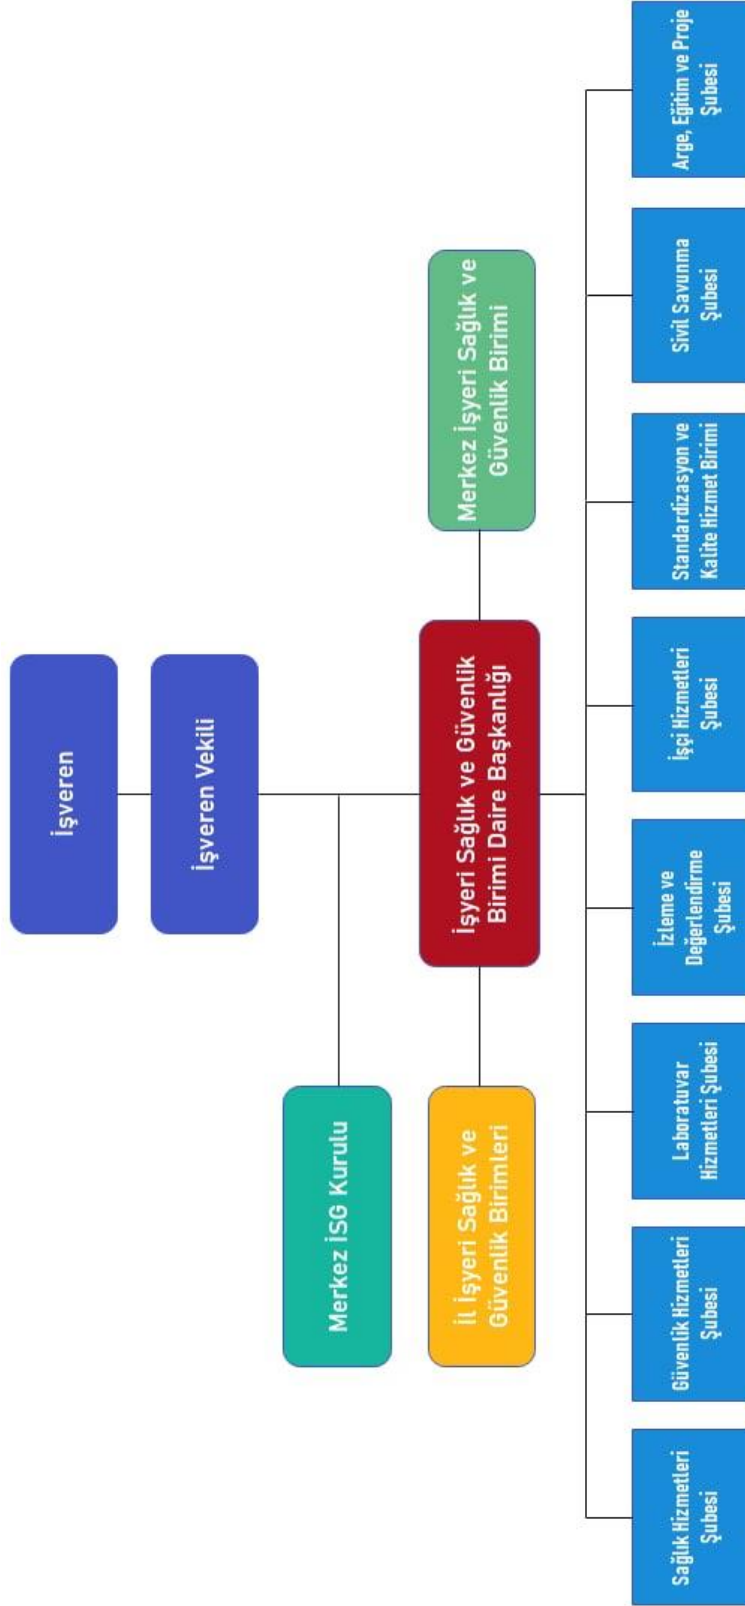 İşveren
İşveren Vekili
Merkez İSG Kurulu
İl İşyeri Sağlık ve
Güvenlik Birimleri
İşyeri Sağlık ve Güvenlik
Birimi Daire Başkanlığı
Merkez İşyeri Sağlık ve
Güvenlik Birimi
Sağlık Hizmetleri
Şubesi
Güvenlik Hizmetleri
Şubesi
Laboratuvar
Hizmetleri Şubesi
İzleme ve
Değerlendirme
Şubesi
İşçi Hizmetleri
Şubesi
Standardizasyon ve
Kalite Hizmet Birimi
Sivil Savunma
Şubesi
Arge, Eğitim ve Proje
Şubesi